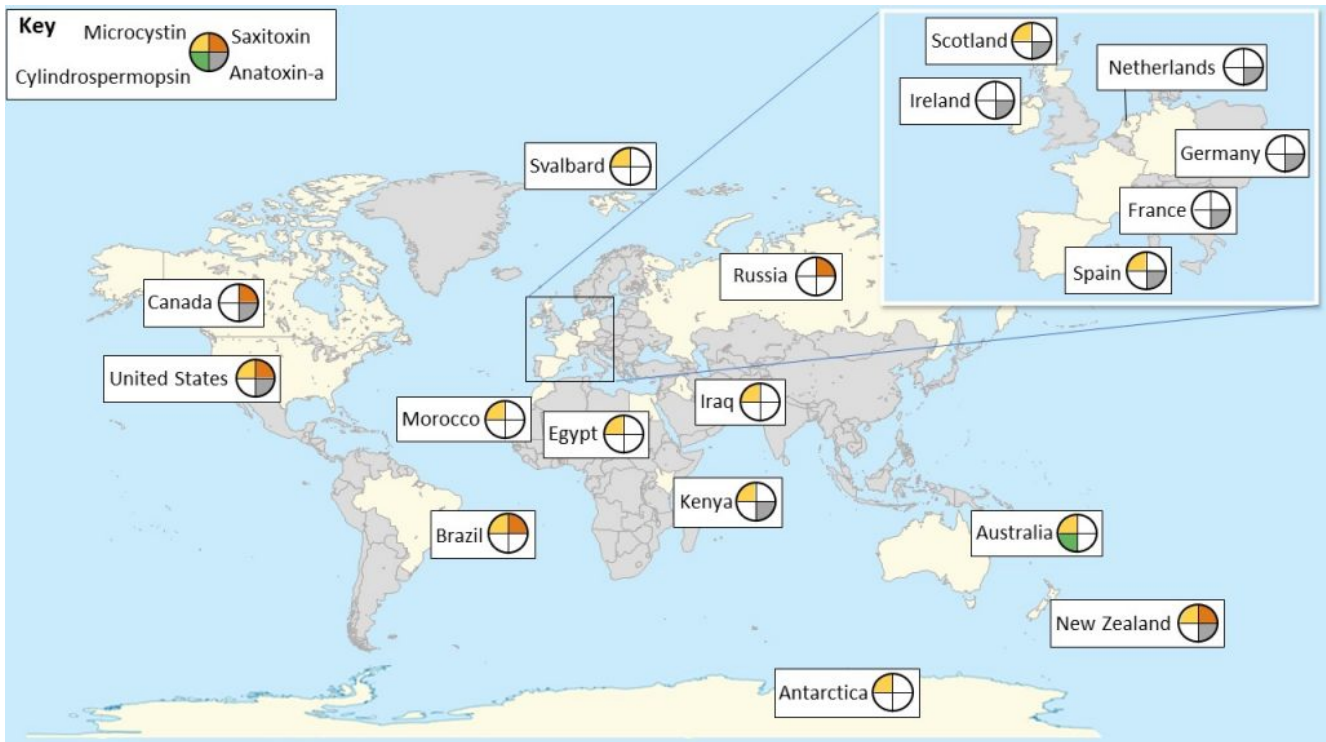 Key
Microcystin
Saxitoxin
Cylindrospermopsin
Anatoxin-a
Scotland
Netherlands
Ireland
Germany
France
Spain
Svalbard
Russia
Canada
United States
Morocco
Egypt
Iraq
Kenya
Brazil
Australia
New Zealand
Antarctica